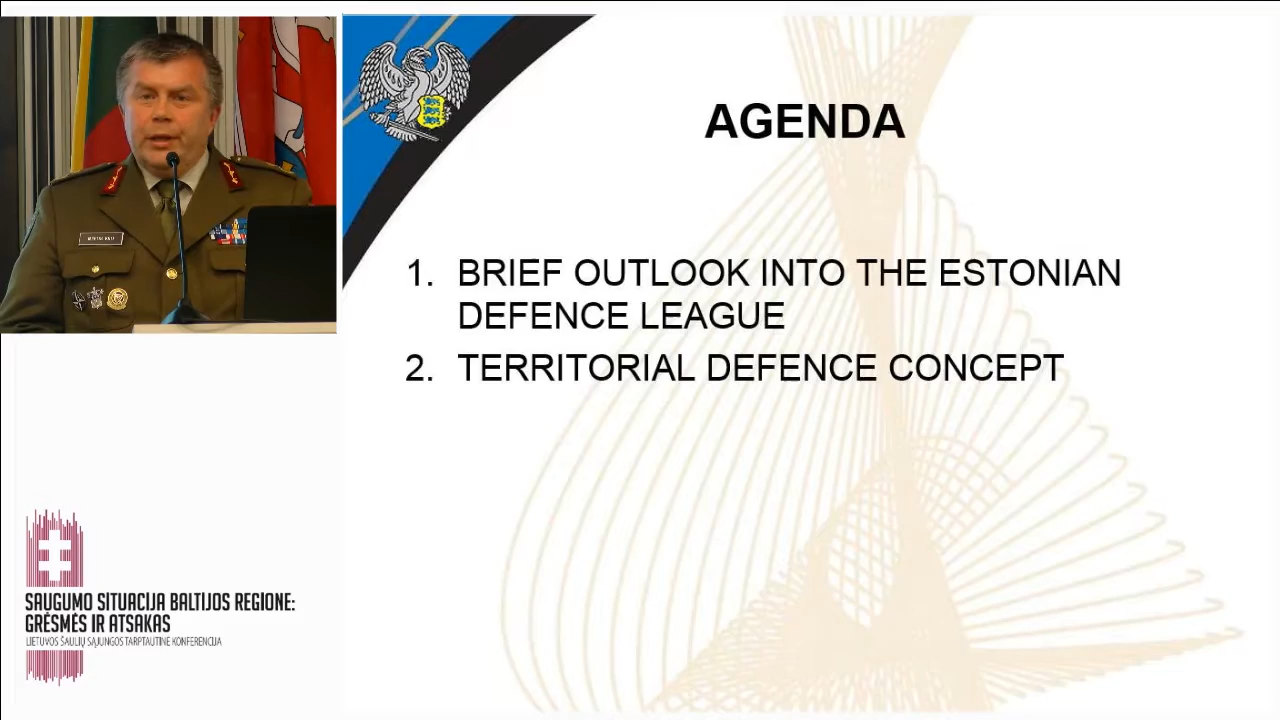 AGENDA
1. BRIEF OUTLOOK INTO THE ESTONIAN
DEFENCE LEAGUE
2. TERRITORIAL DEFENCE CONCEPT
SAUGUMO SITUACIJA BALTIJOS REGIONE:
GRĖSMĖS IR ATSAKAS
LIETUVOS ŠAULIŲ SĄJUNGOS TARPTAUTINĖ KONFERENCIJA